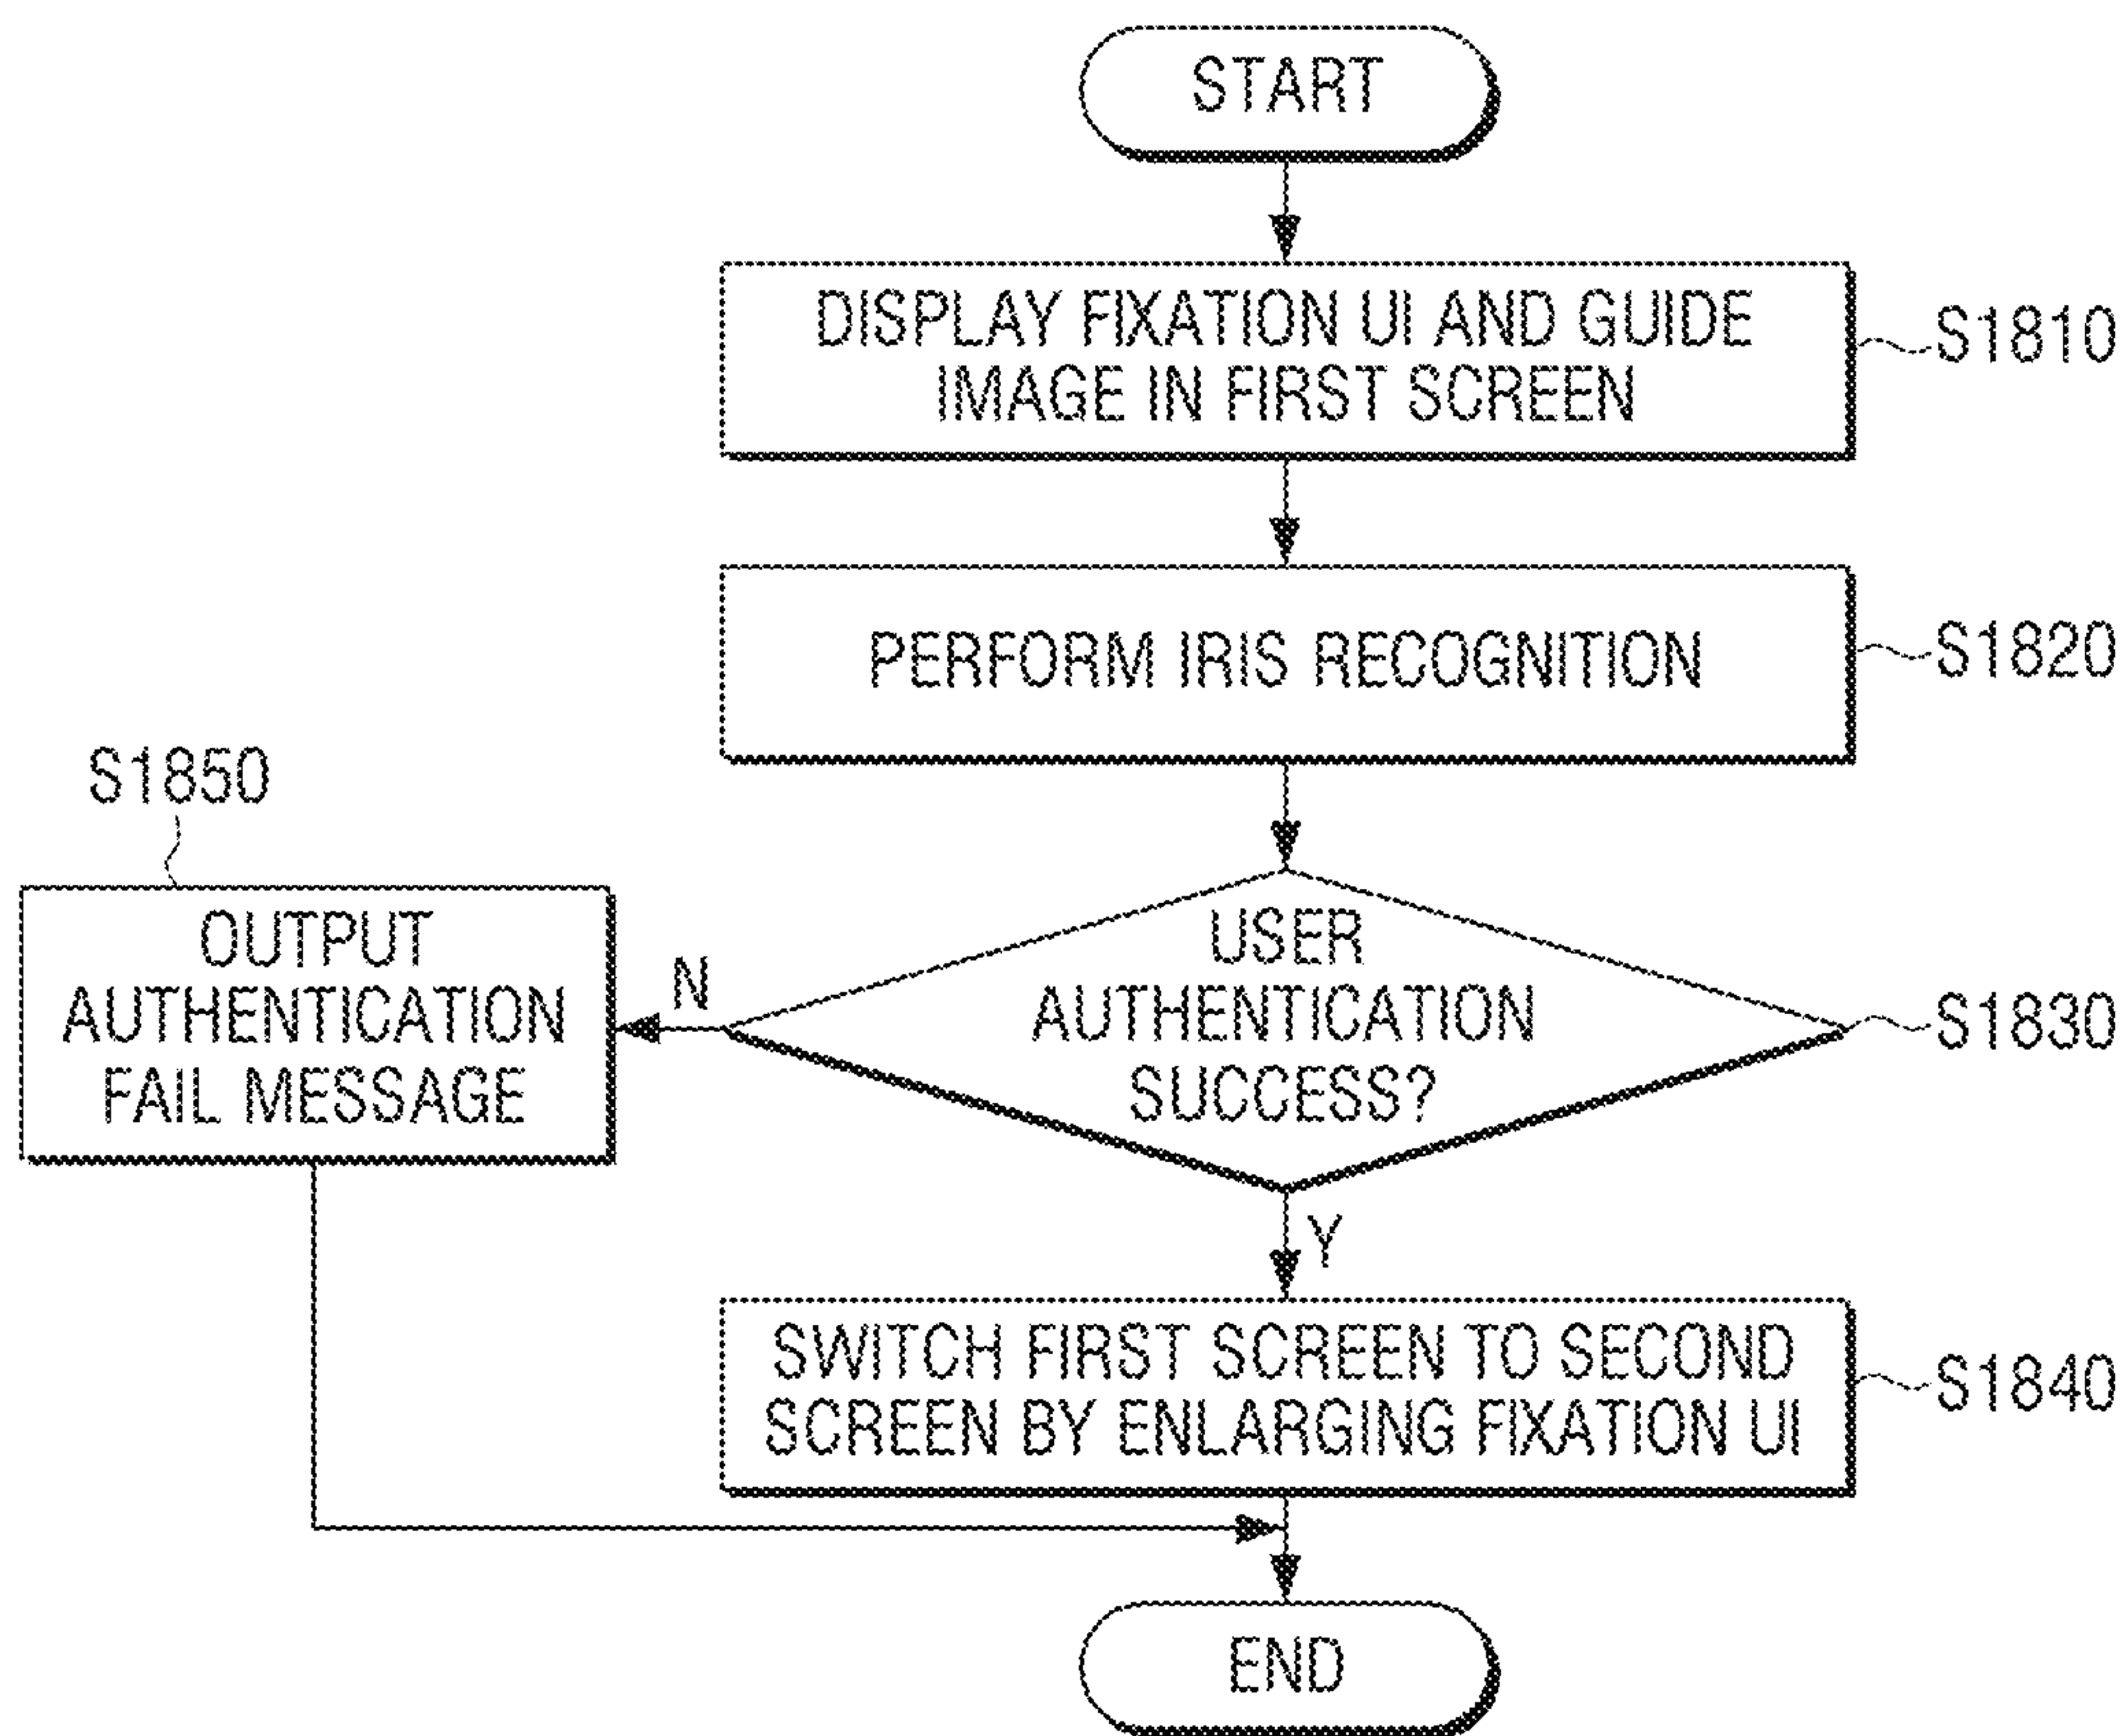 START
DISPLAY FIXATION UI AND GUIDE
IMAGE IN FIRST SCREEN
S1810
PERFORM IRIS RECOGNITION
S1820
S1850
OUTPUT
AUTHENTICATION
FAIL MESSAGE
N
USER
AUTHENTICATION
SUCCESS?
S1830
Y
SWITCH FIRST SCREEN TO SECOND
SCREEN BY ENLARGING FIXATION UI
S1840
END